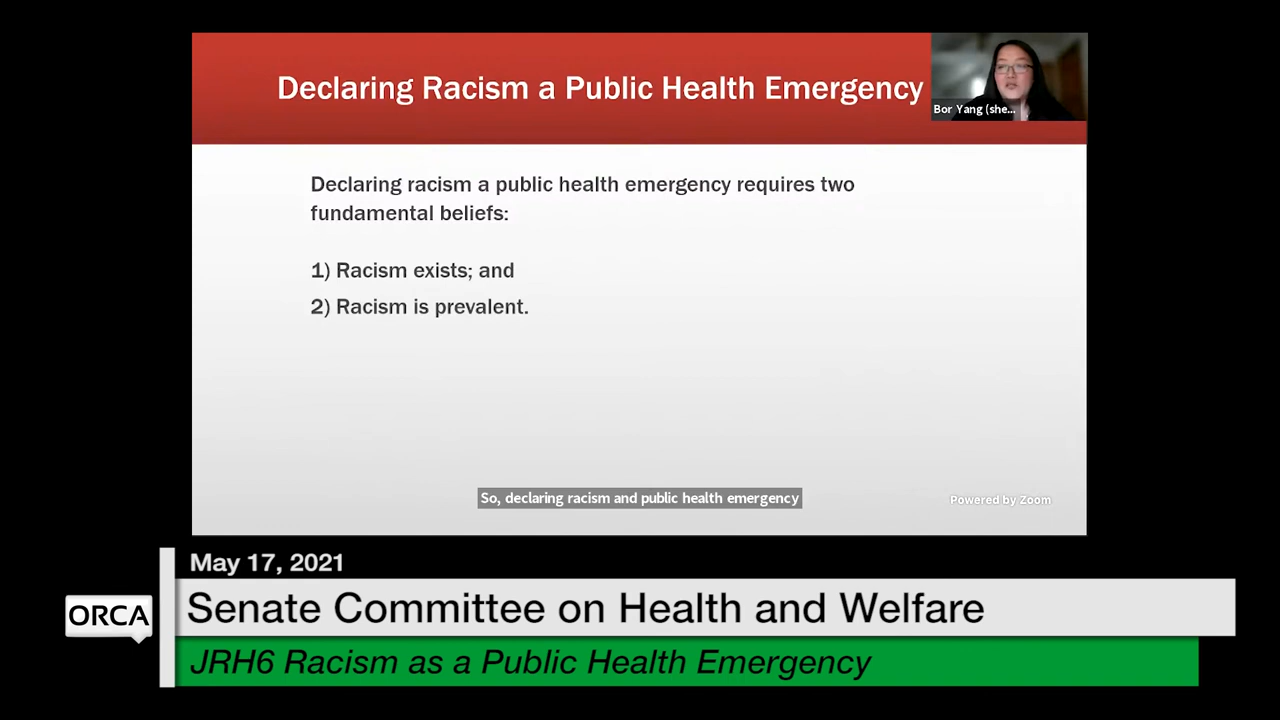 Declaring Racism a Public Health Emergency
Bor Yang (she...
Declaring racism a public health emergency requires two
fundamental beliefs:
1) Racism exists; and
2) Racism is prevalent.
So, declaring racism and public health emergency
Powered by Zoom
May 17, 2021
ORCA
Senate Committee on Health and Welfare
JRH6 Racism as a Public Health Emergency